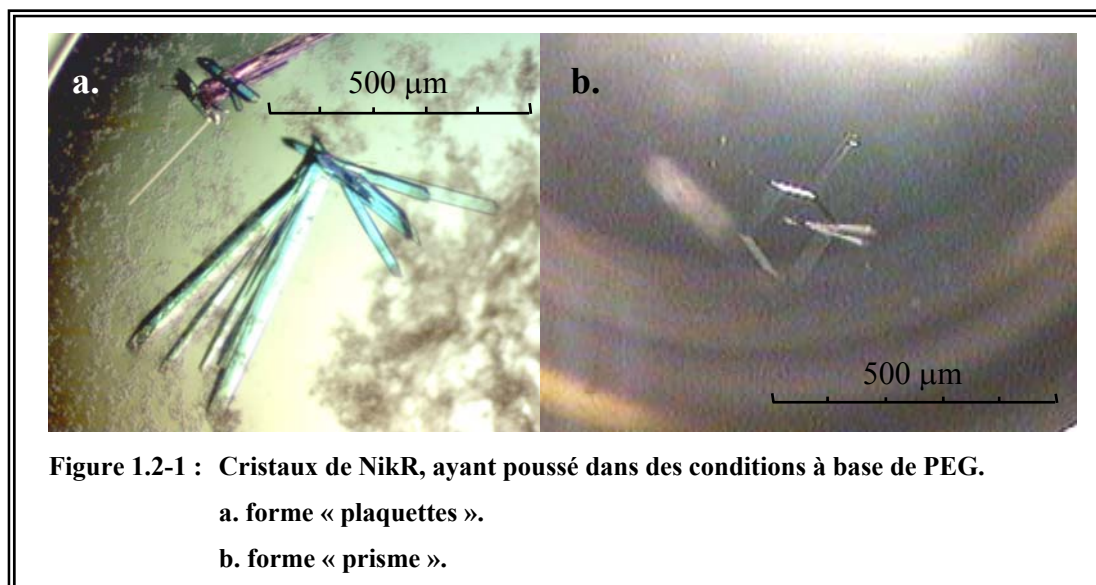 a.
500 µm
b.
500 µm
Figure 1.2-1 : Cristaux de NikR, ayant poussé dans des conditions à base de PEG.
a. forme « plaquettes ».
b. forme « prisme ».